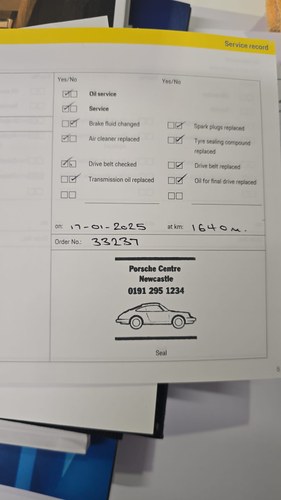 Service record
Yes/No Yes/No
Oil service
Service
Brake fluid changed Spark plugs replaced
Air cleaner replaced Tyre sealing compound
replaced
Drive belt checked Drive belt replaced
Transmission oil replaced Oil for final drive replaced
on: 17-01-2025 at km: 1640m.
Order No.: 33237
Porsche Centre
Newcastle
0191 295 1234
Seal